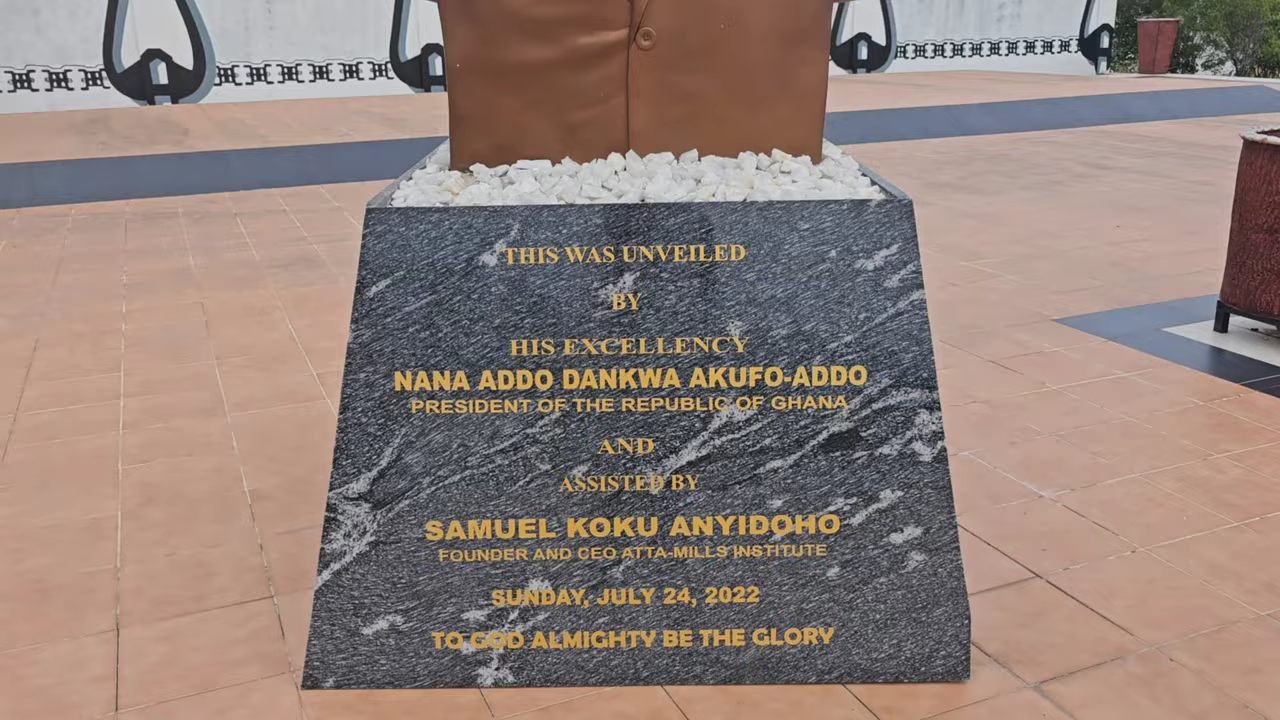 THIS WAS UNVEILED
BY
HIS EXCELLENCY
NANA ADDO DANKWA AKUFO-ADDO
PRESIDENT OF THE REPUBLIC OF GHANA
AND
ASSISTED BY
SAMUEL KOKU ANYIDOHO
FOUNDER AND CEO ATTA-MILLS INSTITUTE
SUNDAY, JULY 24, 2022
TO GOD ALMIGHTY BE THE GLORY